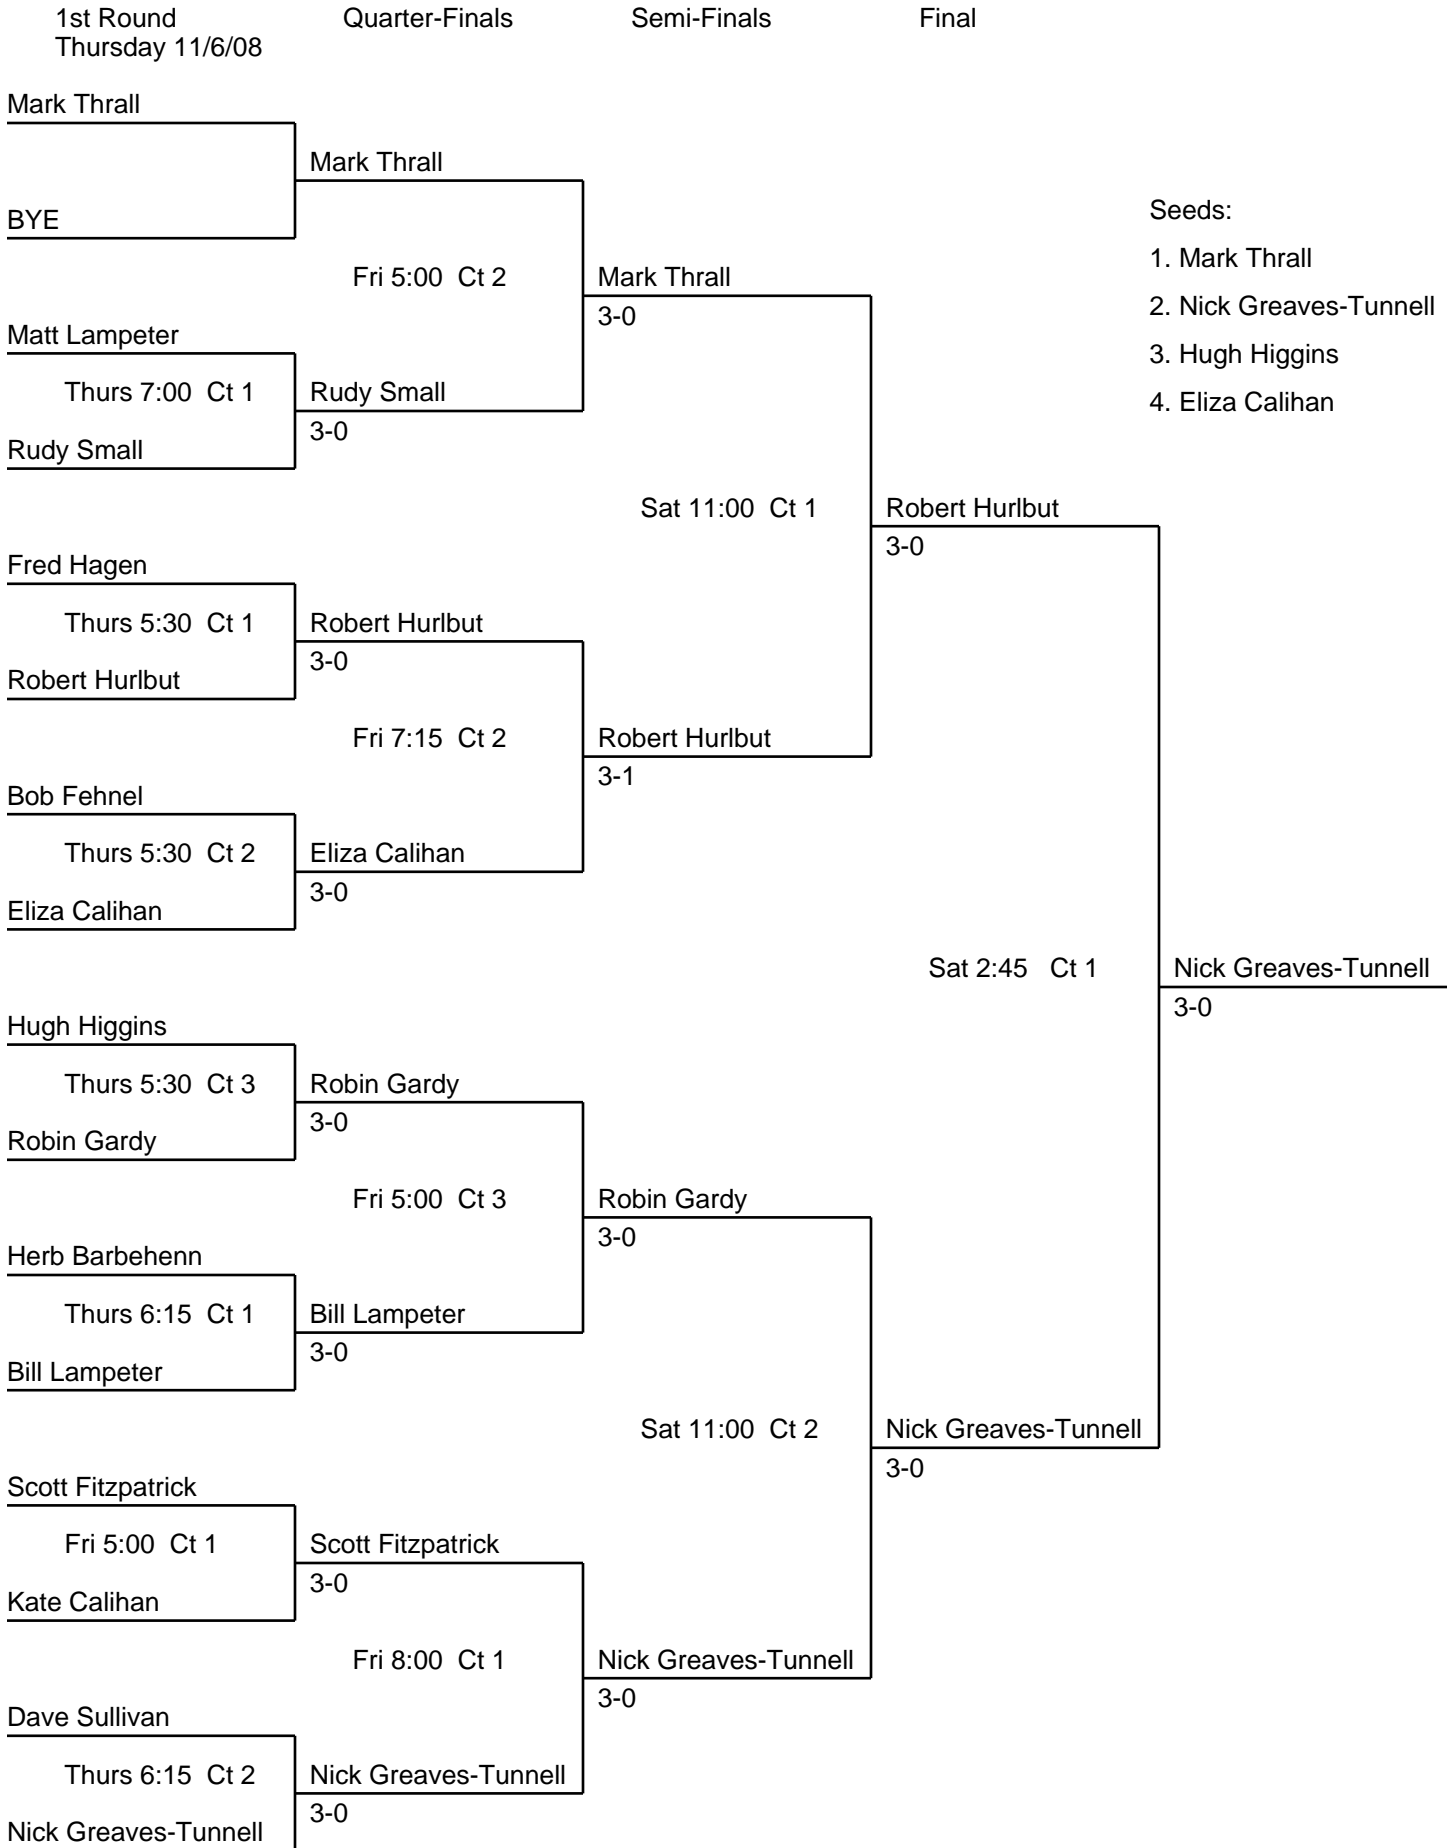 1st Round
Thursday 11/6/08
Quarter-Finals
Semi-Finals
Final
Mark Thrall
Mark Thrall
BYE
Seeds:
1. Mark Thrall
2. Nick Greaves-Tunnell
3. Hugh Higgins
4. Eliza Calihan
Fri 5:00 Ct 2
Mark Thrall
3-0
Matt Lampeter
Thurs 7:00 Ct 1
Rudy Small
3-0
Rudy Small
Sat 11:00 Ct 1
Robert Hurlbut
3-0
Fred Hagen
Thurs 5:30 Ct 1
Robert Hurlbut
3-0
Robert Hurlbut
Fri 7:15 Ct 2
Robert Hurlbut
3-1
Bob Fehnel
Thurs 5:30 Ct 2
Eliza Calihan
3-0
Eliza Calihan
Sat 2:45 Ct 1
Nick Greaves-Tunnell
3-0
Hugh Higgins
Thurs 5:30 Ct 3
Robin Gardy
3-0
Robin Gardy
Fri 5:00 Ct 3
Robin Gardy
3-0
Herb Barbehenn
Thurs 6:15 Ct 1
Bill Lampeter
3-0
Bill Lampeter
Sat 11:00 Ct 2
Nick Greaves-Tunnell
3-0
Scott Fitzpatrick
Fri 5:00 Ct 1
Scott Fitzpatrick
3-0
Kate Calihan
Fri 8:00 Ct 1
Nick Greaves-Tunnell
3-0
Dave Sullivan
Thurs 6:15 Ct 2
Nick Greaves-Tunnell
3-0
Nick Greaves-Tunnell